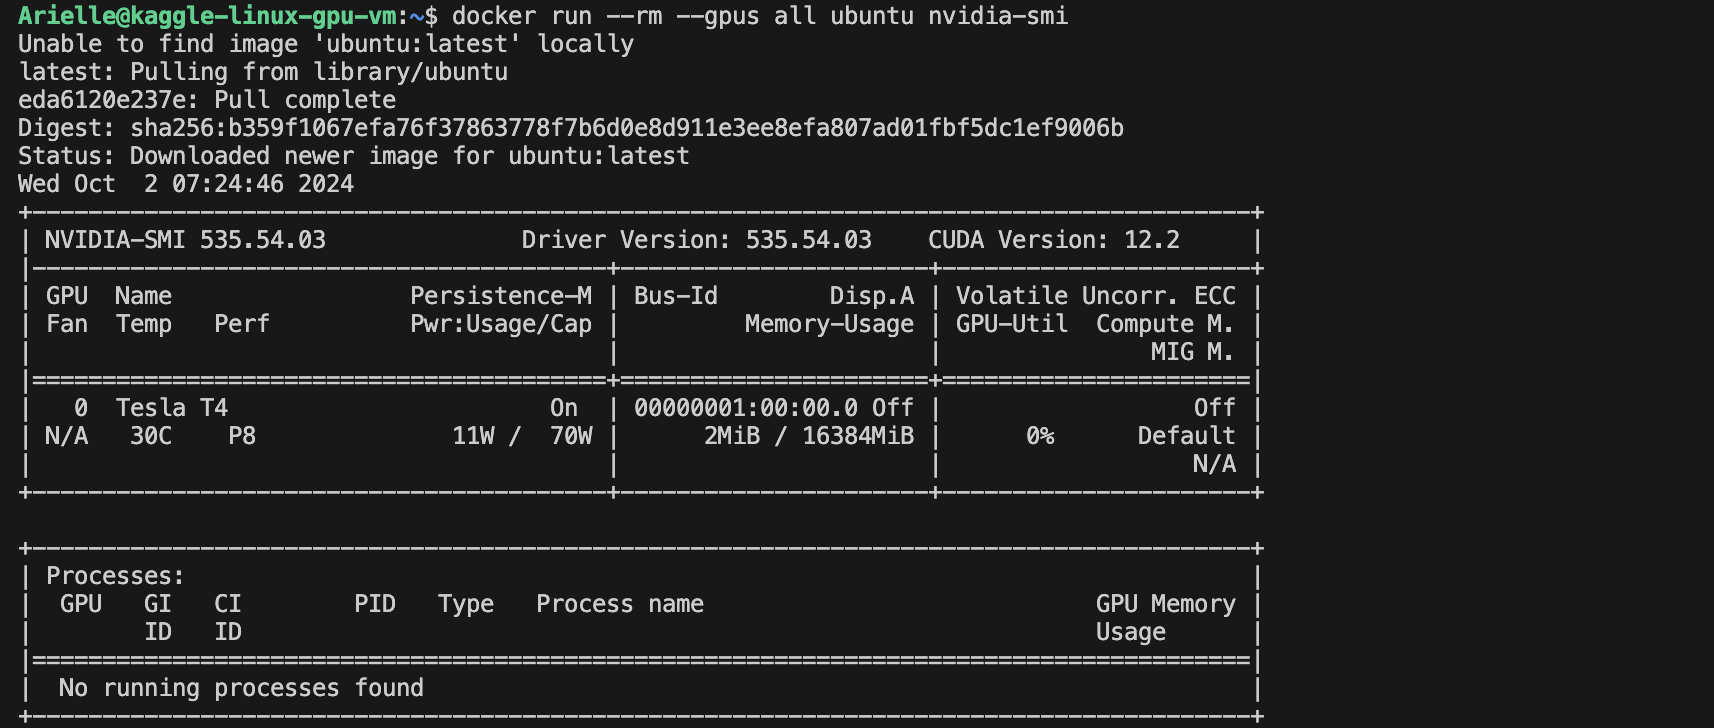 Arielle@kaggle-linux-gpu-vm:~$ docker run --rm --gpus all ubuntu nvidia-smi
Unable to find image 'ubuntu:latest' locally
latest: Pulling from library/ubuntu
eda6120e237e: Pull complete
Digest: sha256:b359f1067efa76f37863778f7b6d0e8d911e3ee8efa807ad01fbf5dc1ef9006b
Status: Downloaded newer image for ubuntu:latest
Wed Oct  2 07:24:46 2024
+---------------------------------------------------------------------------------------+
| NVIDIA-SMI 535.54.03              Driver Version: 535.54.03    CUDA Version: 12.2     |
|-----------------------------------------+----------------------+----------------------+
| GPU  Name                 Persistence-M | Bus-Id        Disp.A | Volatile Uncorr. ECC |
| Fan  Temp   Perf          Pwr:Usage/Cap |         Memory-Usage | GPU-Util  Compute M. |
|                                         |                      |               MIG M. |
|=========================================+======================+======================|
|   0  Tesla T4                       On  | 00000001:00:00.0 Off |                  Off |
| N/A   30C    P8              11W /  70W |      2MiB / 16384MiB |      0%      Default |
|                                         |                      |                  N/A |
+-----------------------------------------+----------------------+----------------------+

+---------------------------------------------------------------------------------------+
| Processes:                                                                            |
|  GPU   GI   CI        PID   Type   Process name                            GPU Memory |
|        ID   ID                                                             Usage      |
|=======================================================================================|
|  No running processes found                                                           |
+---------------------------------------------------------------------------------------+